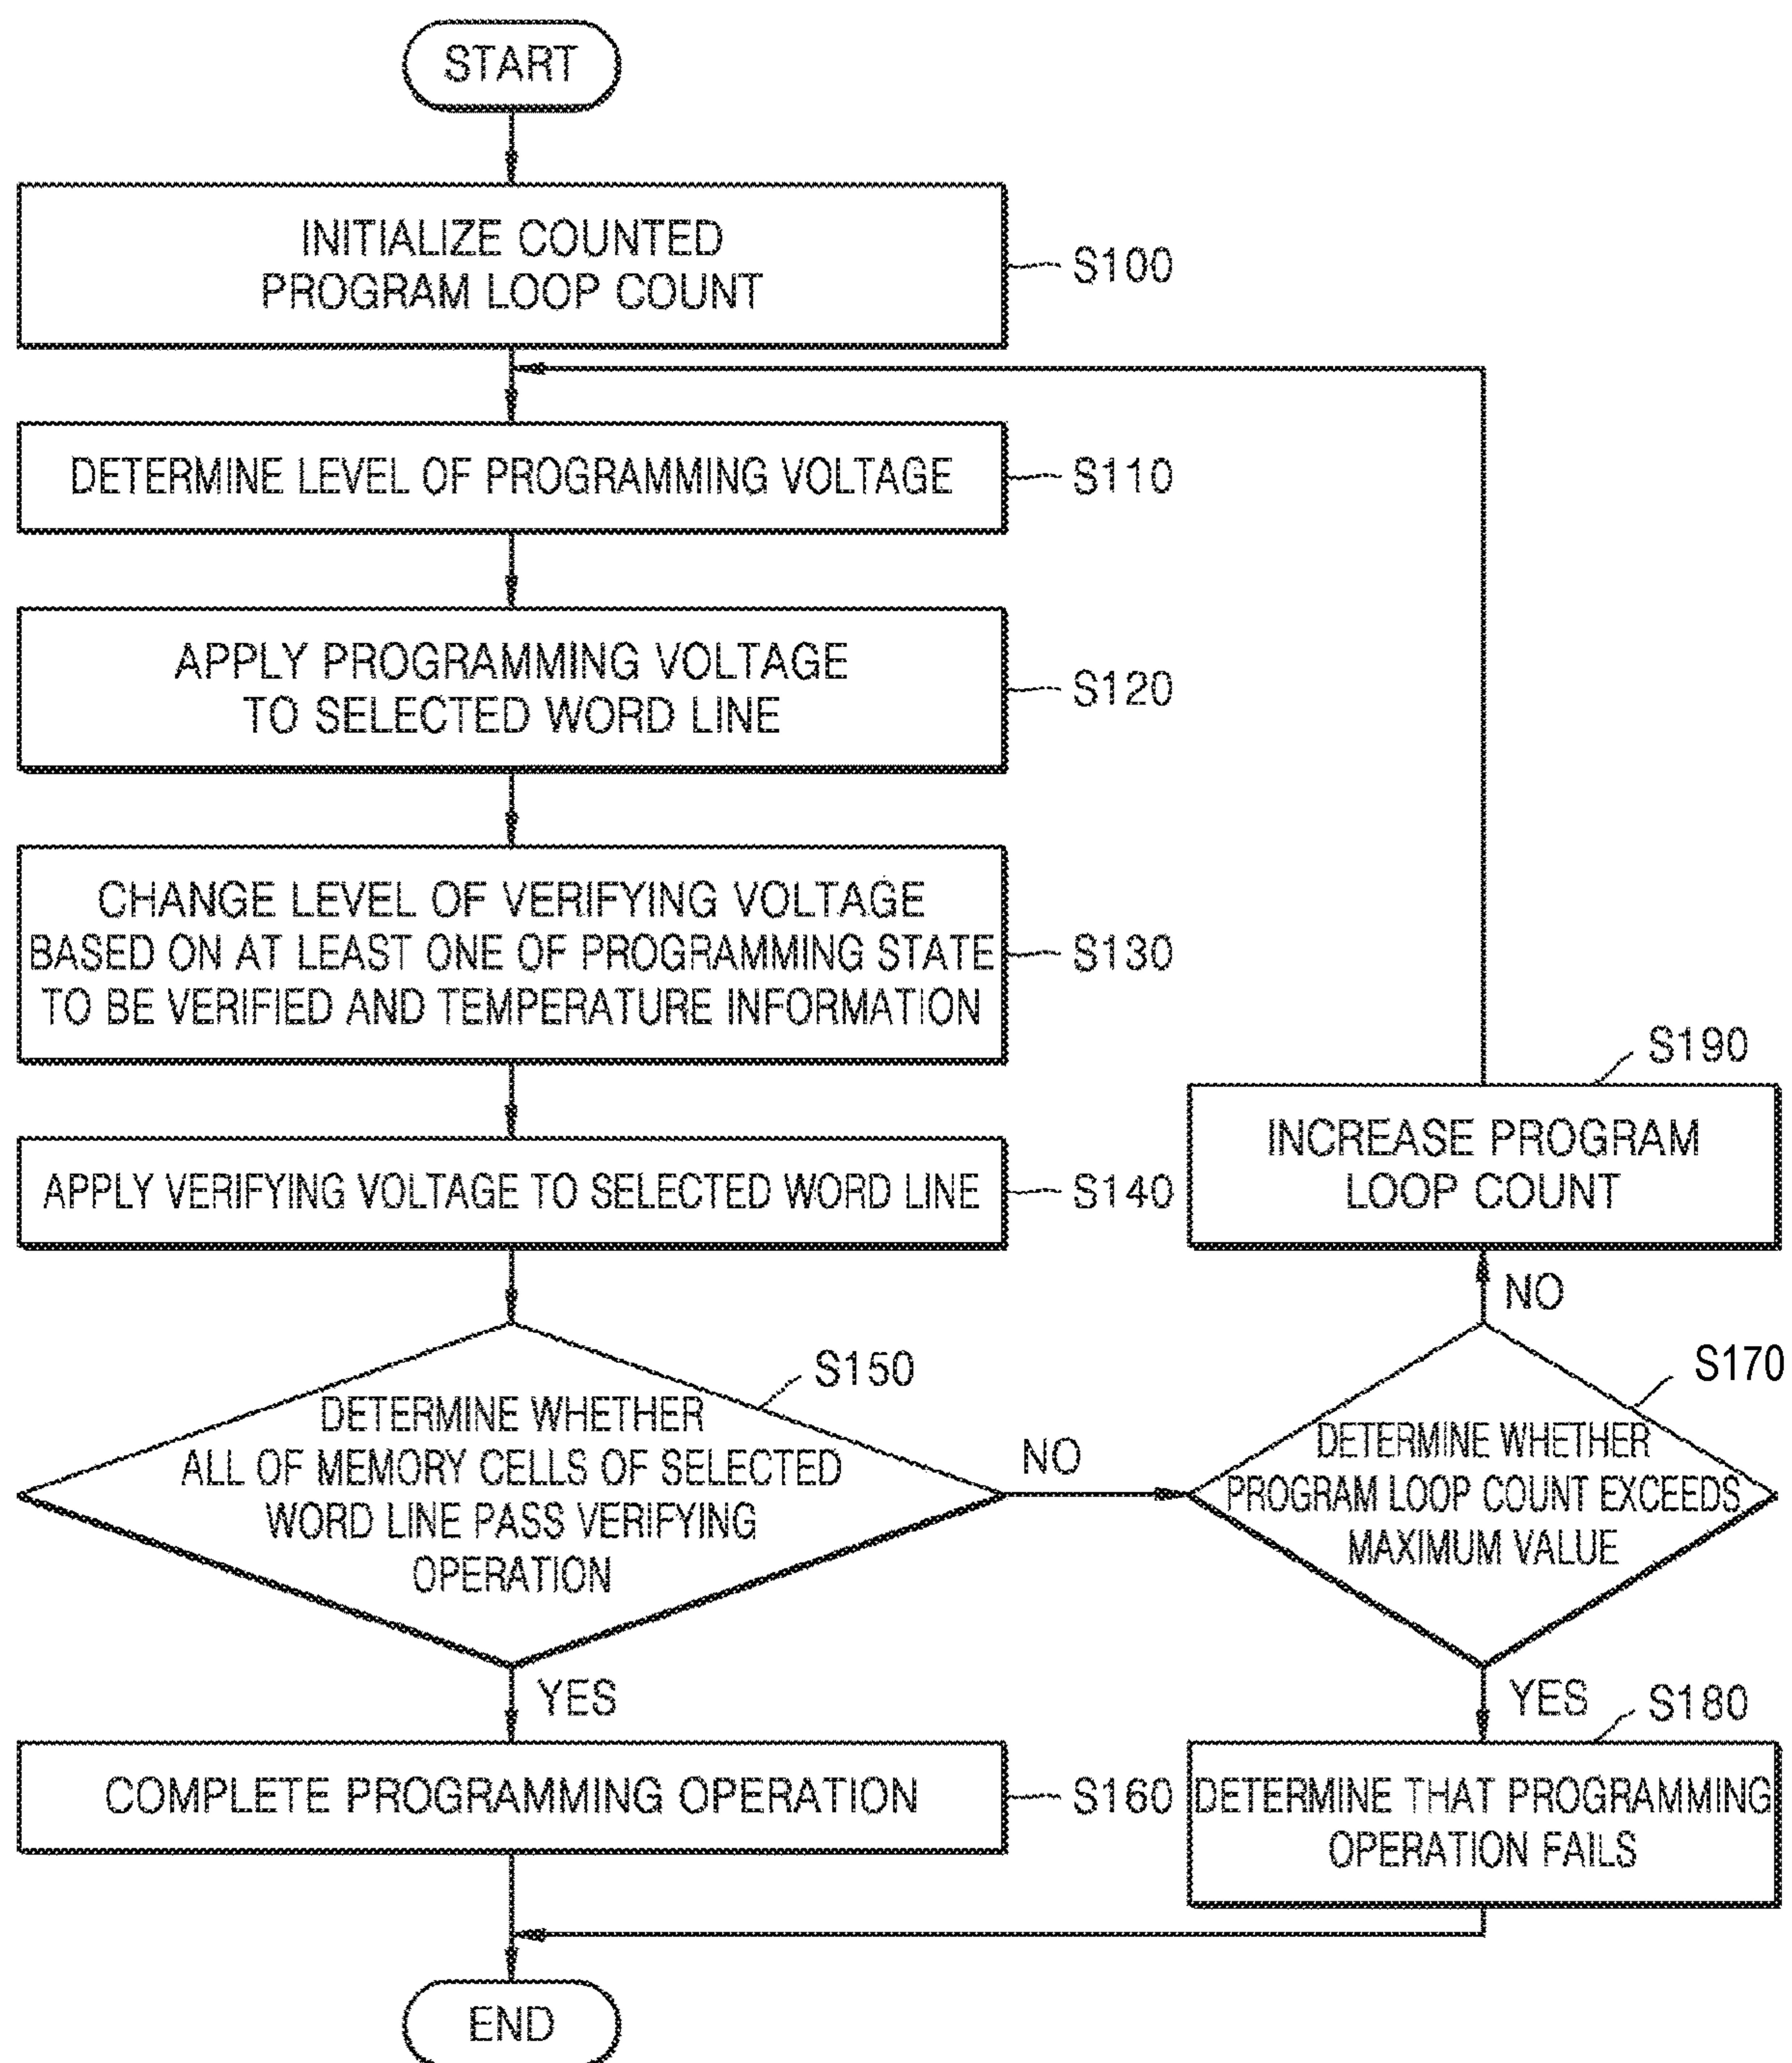 START
INITIALIZE COUNTED
PROGRAM LOOP COUNT
S100
DETERMINE LEVEL OF PROGRAMMING VOLTAGE
S110
APPLY PROGRAMMING VOLTAGE
TO SELECTED WORD LINE
S120
CHANGE LEVEL OF VERIFYING VOLTAGE
BASED ON AT LEAST ONE OF PROGRAMMING STATE
TO BE VERIFIED AND TEMPERATURE INFORMATION
S130
APPLY VERIFYING VOLTAGE TO SELECTED WORD LINE
S140
S190
INCREASE PROGRAM
LOOP COUNT
NO
S150
DETERMINE WHETHER
ALL OF MEMORY CELLS OF SELECTED
WORD LINE PASS VERIFYING
OPERATION
NO
S170
DETERMINE WHETHER
PROGRAM LOOP COUNT EXCEEDS
MAXIMUM VALUE
YES
COMPLETE PROGRAMMING OPERATION
S160
YES
S180
DETERMINE THAT PROGRAMMING
OPERATION FAILS
END